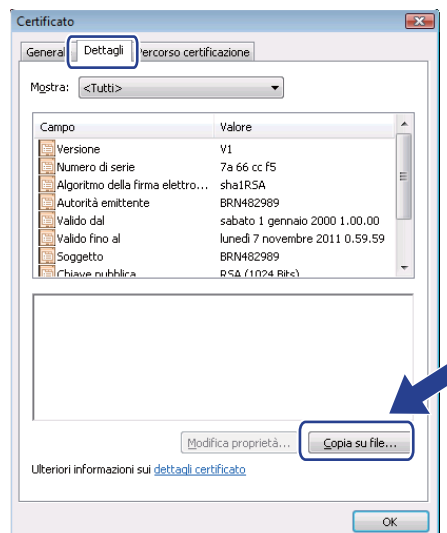 Certificato
General Dettagli Percorso certificazione
Mostra: <Tutti>
Campo Valore
Versione V1
Numero di serie 7a 66 cc f5
Algoritmo della firma elettro... sha1RSA
Autorità emittente BRN482989
Valido dal sabato 1 gennaio 2000 1.00.00
Valido fino al lunedì 7 novembre 2011 0.59.59
Soggetto BRN482989
Chiave pubblica RSA (1024 Bits)
Modifica proprietà... Copia su file...
Ulteriori informazioni sui dettagli certificato
OK